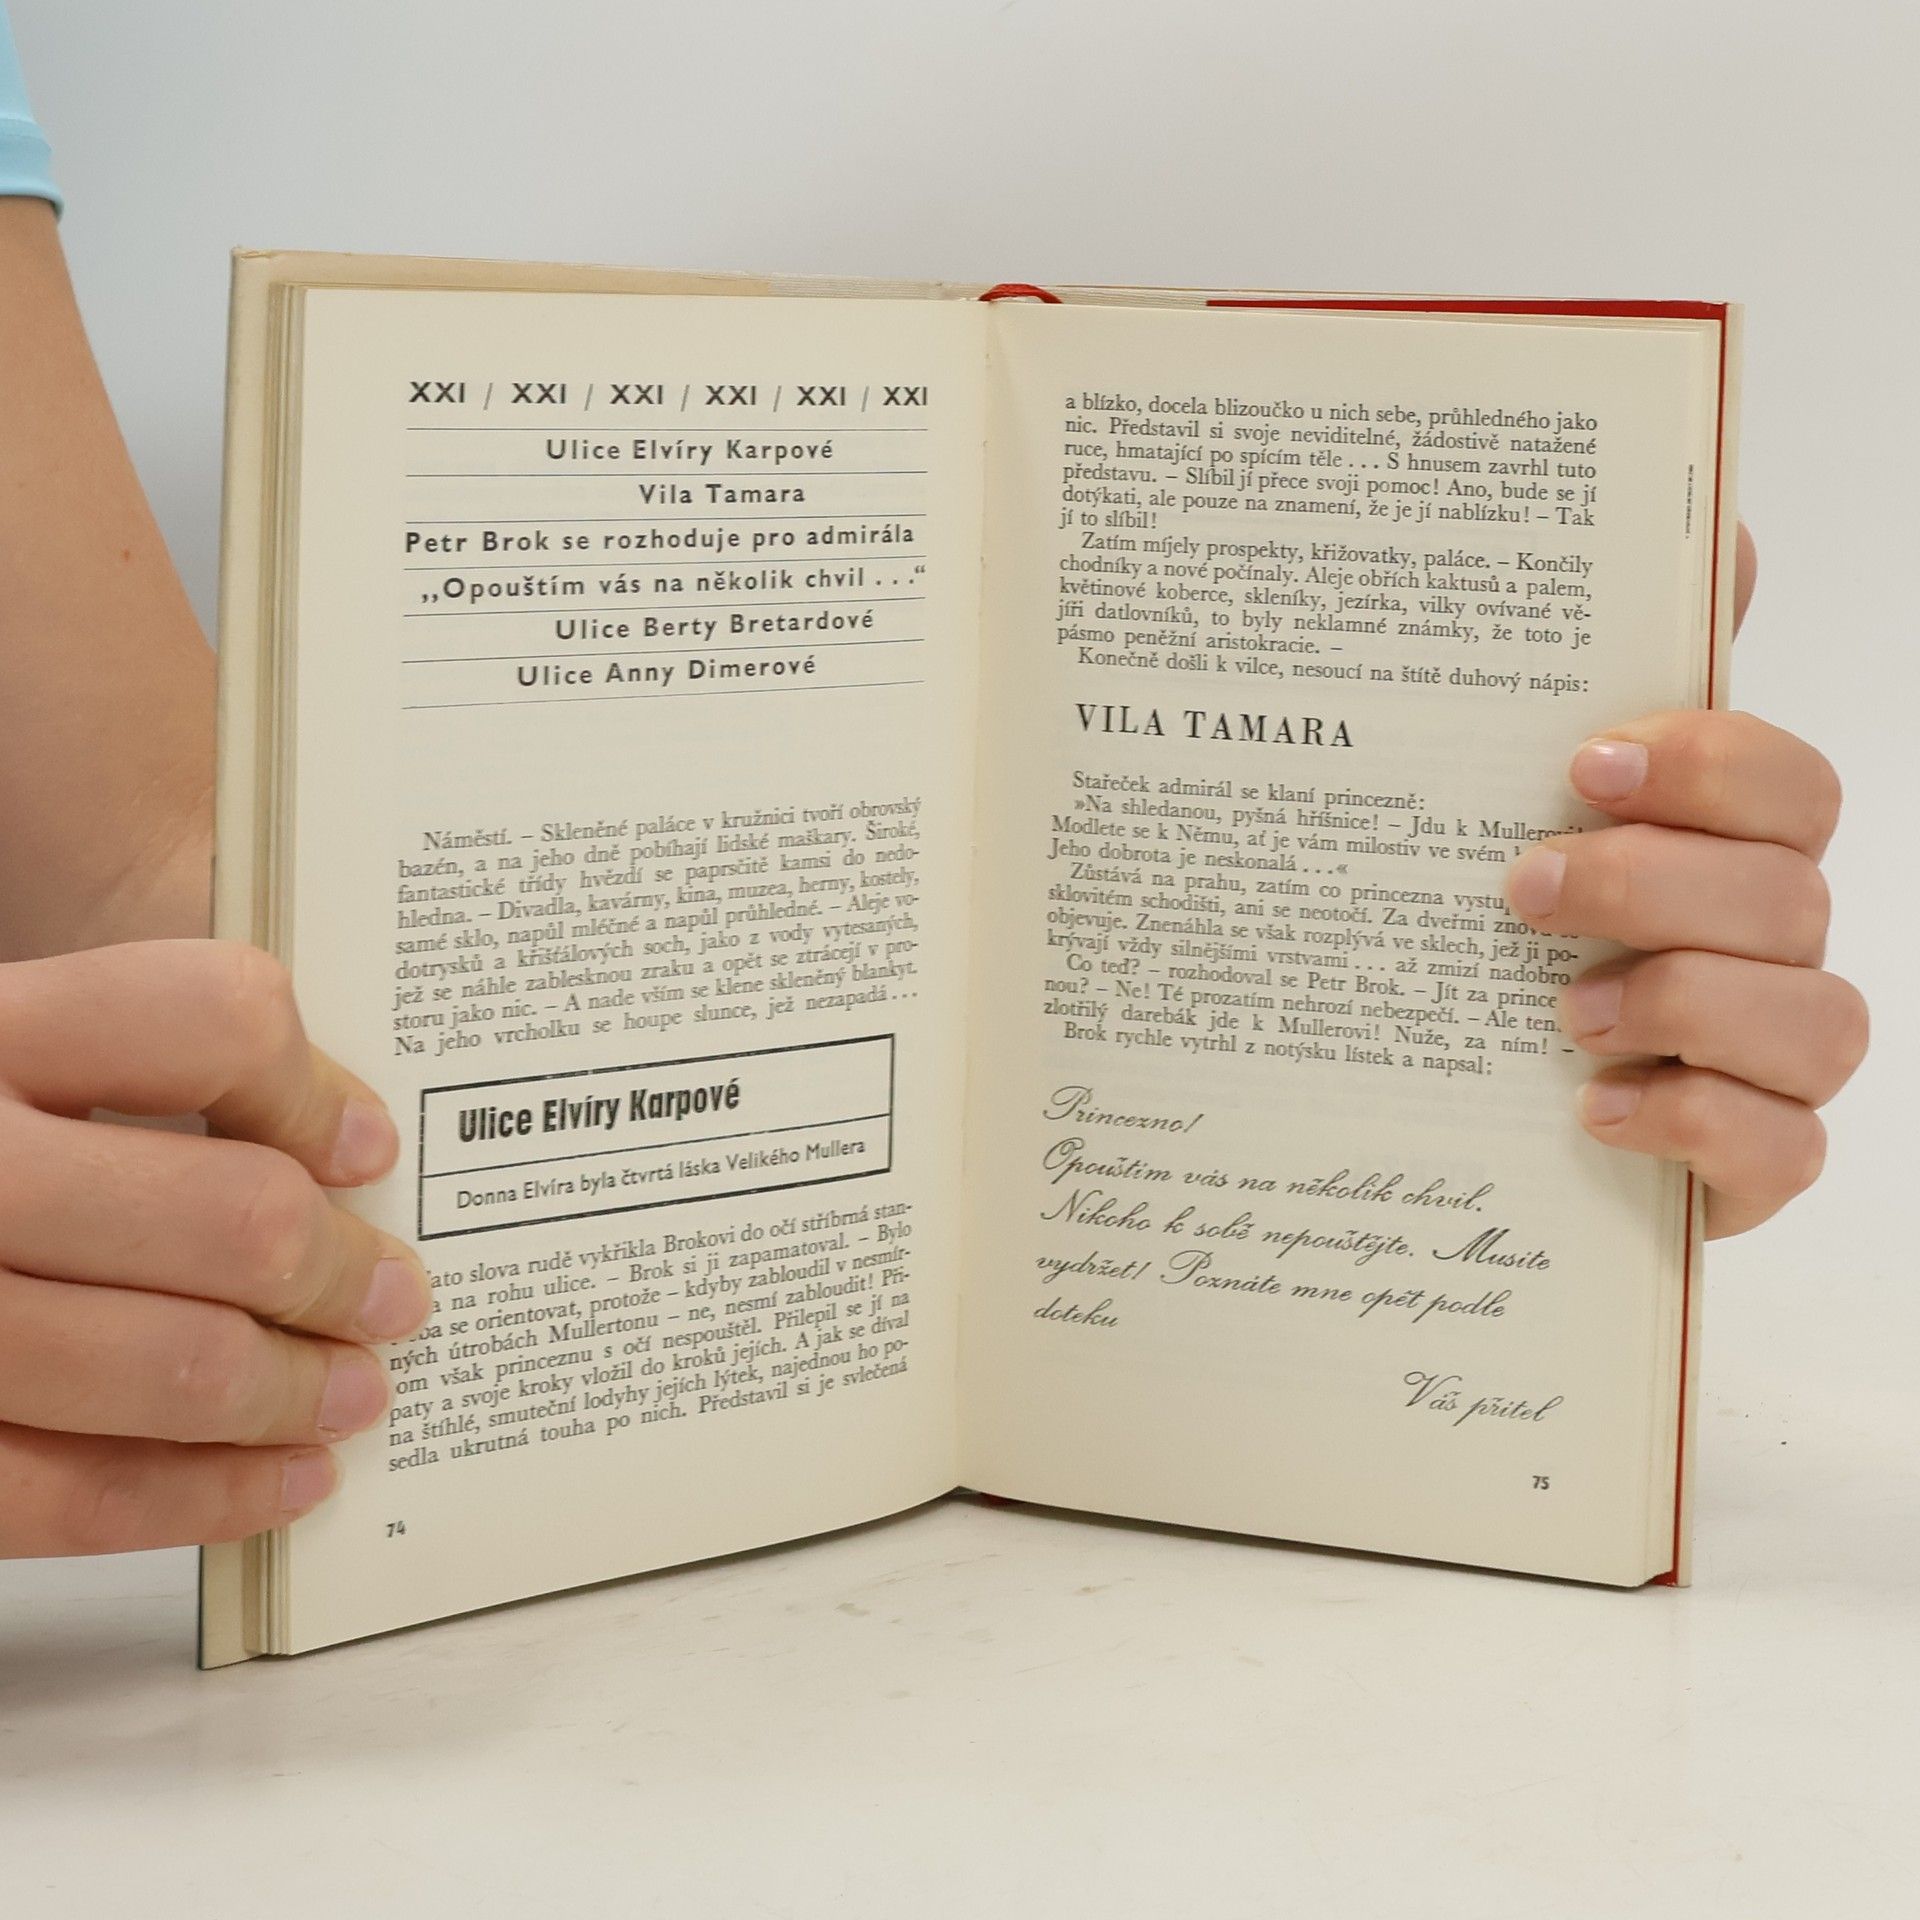 XXI / XXI / XXI / XXI / XXI / XXI
Ulice Elvíry Karpové
Vila Tamara
Petr Brok se rozhoduje pro admirála
„Opouštím vás na několik chvil . . .“
Ulice Berty Bretardové
Ulice Anny Dimerové
Náměstí. – Skleněné paláce v kružnici tvoří obrovský
bazén, a na jeho dně pobíhají lidské maškary. Široké,
fantastické třídy hvězdí se paprsčitě kamsi do nedo-
hledna. – Divadla, kavárny, kina, muzea, herny, kostely,
samé sklo, napůl mléčné a napůl průhledné. – Aleje vo-
dotrysků a křišťálových soch, jako z vody vytesaných,
jež se náhle zablesknou zraku a opět se ztrácejí v pro-
storu jako nic. – A nade vším se klene skleněný blankyt.
Na jeho vrcholku se houpe slunce, jež nezapadá...
Ulice Elvíry Karpové
Donna Elvíra byla čtvrtá láska Velikého Mullera
slova rudě vykřikla Brokovi do očí stříbrná stan-
na rohu ulice. – Brok si ji zapamatoval. – Bylo
se orientovat, protože – kdyby zabloudil v nesmír-
ných útrobách Mullertonu – ne, nesmí zabloudit! Při-
om však princeznu s očí nespouštěl. Přilepil se jí na
paty a svoje kroky vložil do kroků jejích. A jak se díval
na štíhlé, smuteční lodyhy jejích lýtek, najednou ho po-
sedla ukrutná touha po nich. Představil si je svlečená
74
a blízko, docela blizoučko u nich sebe, průhledného jako
nic. Představil si svoje neviditelné, žádostivě natažené
ruce, hmatající po spícím těle . . . S hnusem zavrhl tuto
představu. – Slíbil jí přece svoji pomoc! Ano, bude se jí
dotýkati, ale pouze na znamení, že je jí nablízku! – Tak
jí to slíbil!
Zatím míjely prospekty, křižovatky, paláce. – Končily
chodníky a nové počínaly. Aleje obřích kaktusů a palem,
květinové koberce, skleníky, jezírka, vilky ovívané vě-
jíři datlovníků, to byly neklamné známky, že toto je
pásmo peněžní aristokracie. –
Konečně došli k vilce, nesoucí na štítě duhový nápis:
VILA TAMARA
Stařeček admirál se klaní princezně:
»Na shledanou, pyšná hříšnice! – Jdu k Mullerovi!
Modlete se k Němu, ať je vám milostiv ve svém
Jeho dobrota je neskonalá . . .«
Zůstává na prahu, zatím co princezna
sklovitém schodišti, ani se neotočí. Za dveřmi znova se
objevuje. Znenáhla se však rozplývá ve sklech, jež ji po-
krývají vždy silnějšími vrstvami . . . až zmizí nadobro
Co teď? – rozhodoval se Petr Brok. – Jít za prince
nou? – Ne! Té prozatím nehrozí nebezpečí. – Ale ten
zlotřilý darebák jde k Mullerovi! Nuže, za ním! –
Brok rychle vytrhl z notýsku lístek a napsal:
Princezno!
Opouštím vás na několik chvil.
Nikoho k sobě nepouštějte. Musíte
vydržet! Poznáte mne opět podle
doteku
Váš přítel
75